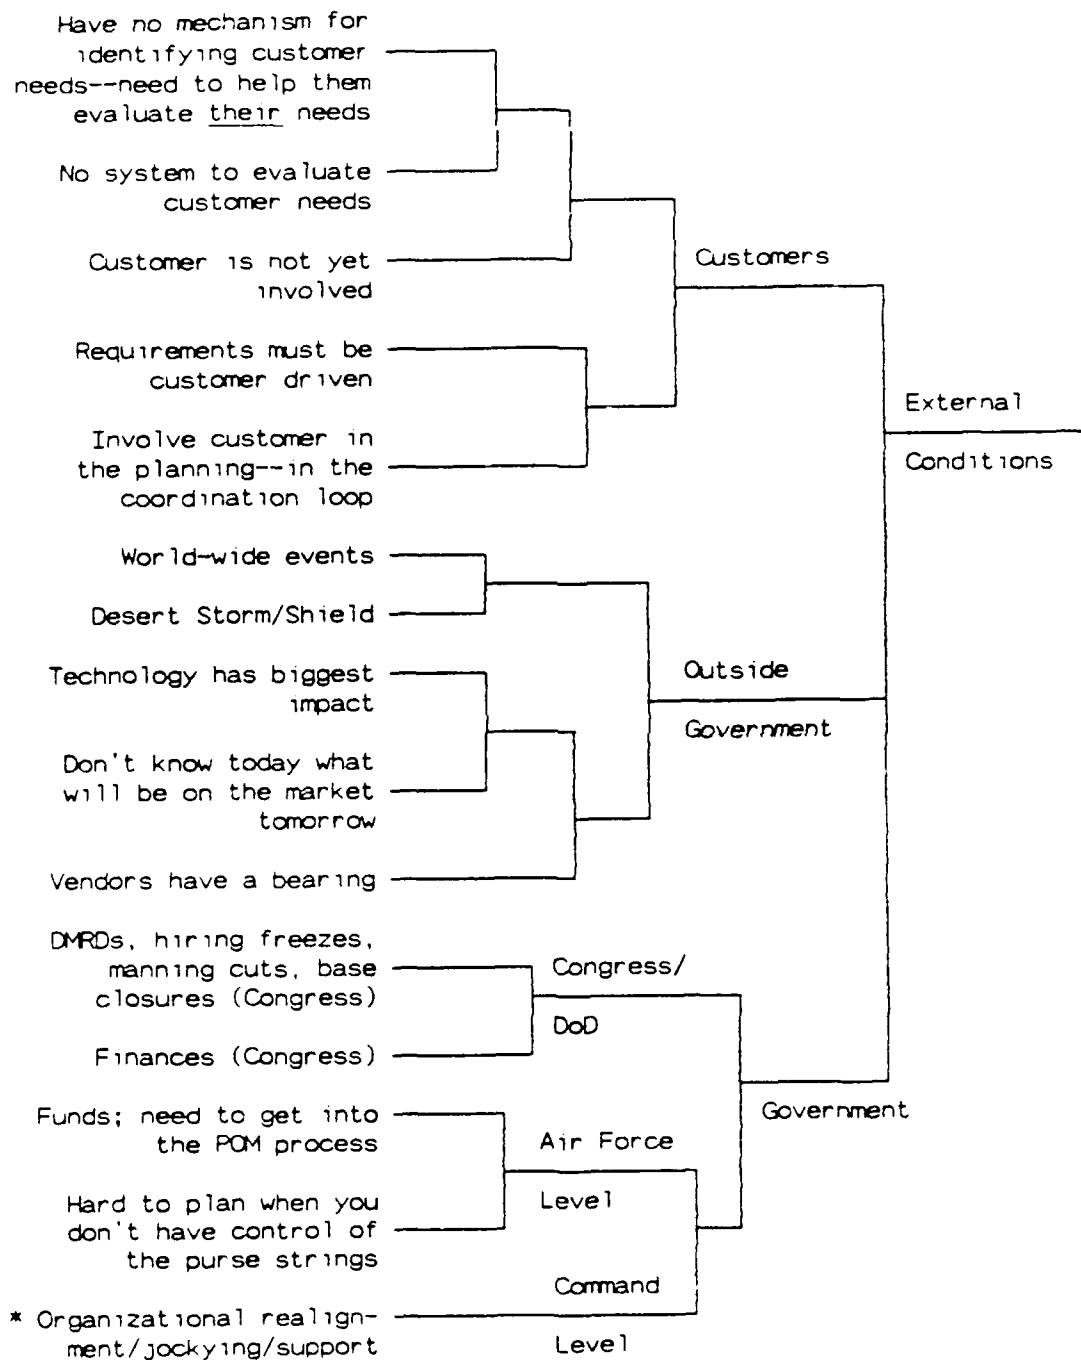 Have no mechanism for
identifying customer
needs--need to help them
evaluate their needs
No system to evaluate
customer needs
Customer is not yet
involved
Customers
Requirements must be
customer driven
External
Conditions
Involve customer in
the planning--in the
coordination loop
World-wide events
Desert Storm/Shield
Technology has biggest
impact
Outside
Government
Don't know today what
will be on the market
tomorrow
Vendors have a bearing
DMRDs, hiring freezes,
manning cuts, base
closures (Congress)
Congress/
DoD
Finances (Congress)
Government
Funds; need to get into
the POM process
Air Force
Level
Hard to plan when you
don't have control of
the purse strings
Command
Level
* Organizational realign-
ment/jockying/support